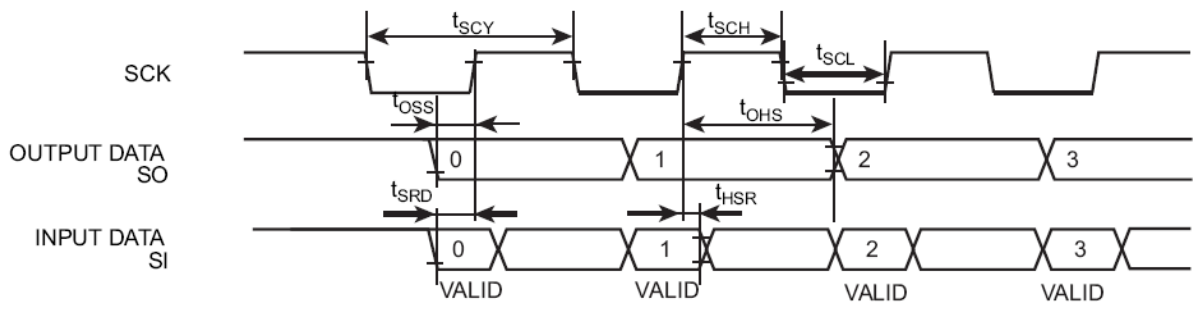 tSCY
tSCH
tSCL
SCK
tOSS
tOHS
OUTPUT DATA
SO
0 1 2 3
tSRD
tHSR
INPUT DATA
SI
0 1 2 3
VALID VALID VALID VALID